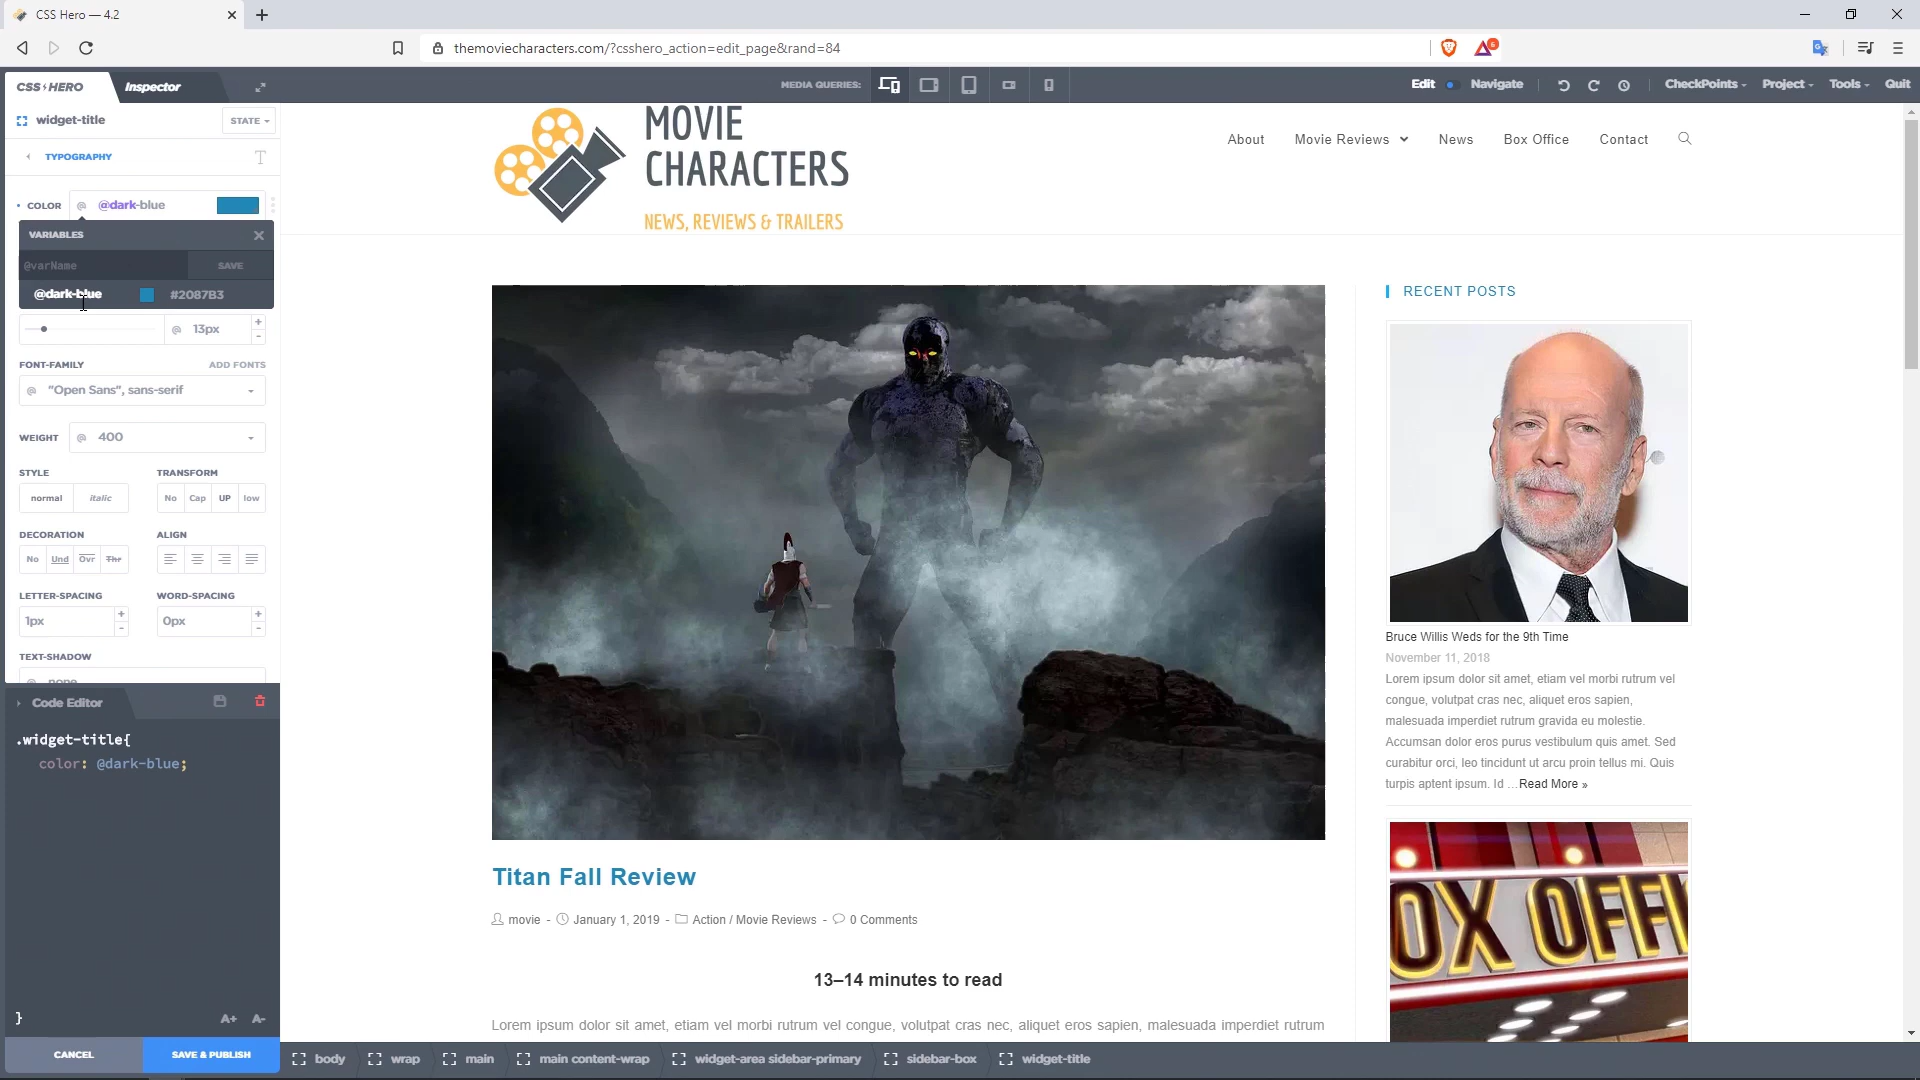 CSS Hero — 4.2
themoviecharacters.com/?csshero_action=edit_page&rand=84
6
CSS HERO
Inspector
MEDIA QUERIES:
Edit
Navigate
CheckPoints
Project
Tools
Quit
widget-title
STATE
TYPOGRAPHY
COLOR
@ @dark-blue
VARIABLES
@varName
SAVE
@dark-blue
#2087B3
@ 13px
+
-
FONT-FAMILY
ADD FONTS
@ "Open Sans", sans-serif
WEIGHT
@ 400
STYLE
TRANSFORM
normal italic
No Cap UP low
DECORATION
ALIGN
No Und Ovr Thr
LETTER-SPACING
WORD-SPACING
1px
+
-
0px
+
-
TEXT-SHADOW
@ none
Code Editor
.widget-title{
color: @dark-blue;
}
A+ A-
CANCEL
SAVE & PUBLISH
MOVIE
CHARACTERS
NEWS, REVIEWS & TRAILERS
About
Movie Reviews
News
Box Office
Contact
Titan Fall Review
movie - January 1, 2019 - Action / Movie Reviews - 0 Comments
13–14 minutes to read
Lorem ipsum dolor sit amet, etiam vel morbi rutrum vel congue, volutpat cras nec, aliquet eros sapien, malesuada imperdiet rutrum
RECENT POSTS
Bruce Willis Weds for the 9th Time
November 11, 2018
Lorem ipsum dolor sit amet, etiam vel morbi rutrum vel
congue, volutpat cras nec, aliquet eros sapien,
malesuada imperdiet rutrum gravida eu molestie.
Accumsan dolor eros purus vestibulum quis amet. Sed
curabitur orci, leo tincidunt ut arcu proin tellus mi. Quis
turpis aptent ipsum. Id ...Read More »
OX OFFI
body
wrap
main
main content-wrap
widget-area sidebar-primary
sidebar-box
widget-title